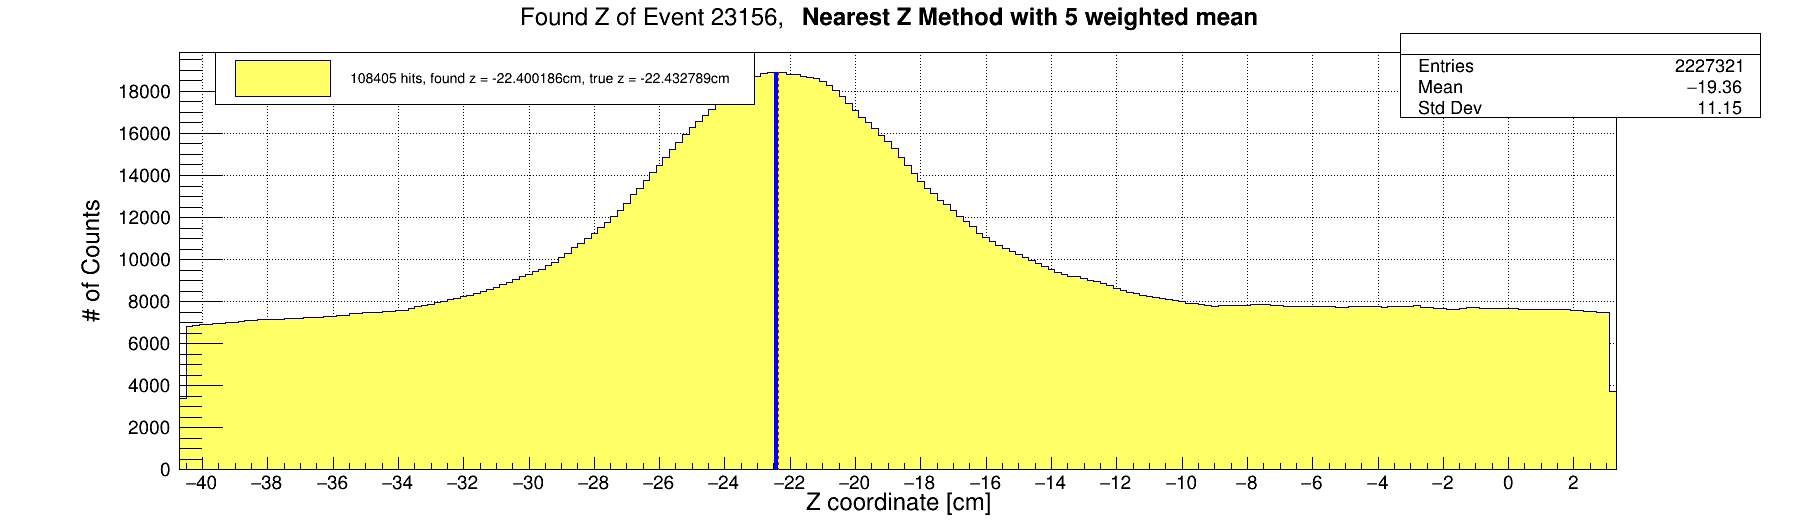 Found Z of Event 23156, Nearest Z Method with 5 weighted mean
108405 hits, found z = -22.400186cm, true z = -22.432789cm
Entries 2227321
Mean −19.36
Std Dev 11.15
# of Counts
18000
16000
14000
12000
10000
8000
6000
4000
2000
0
−40 −38 −36 −34 −32 −30 −28 −26 −24 −22 −20 −18 −16 −14 −12 −10 −8 −6 −4 −2 0 2
Z coordinate [cm]